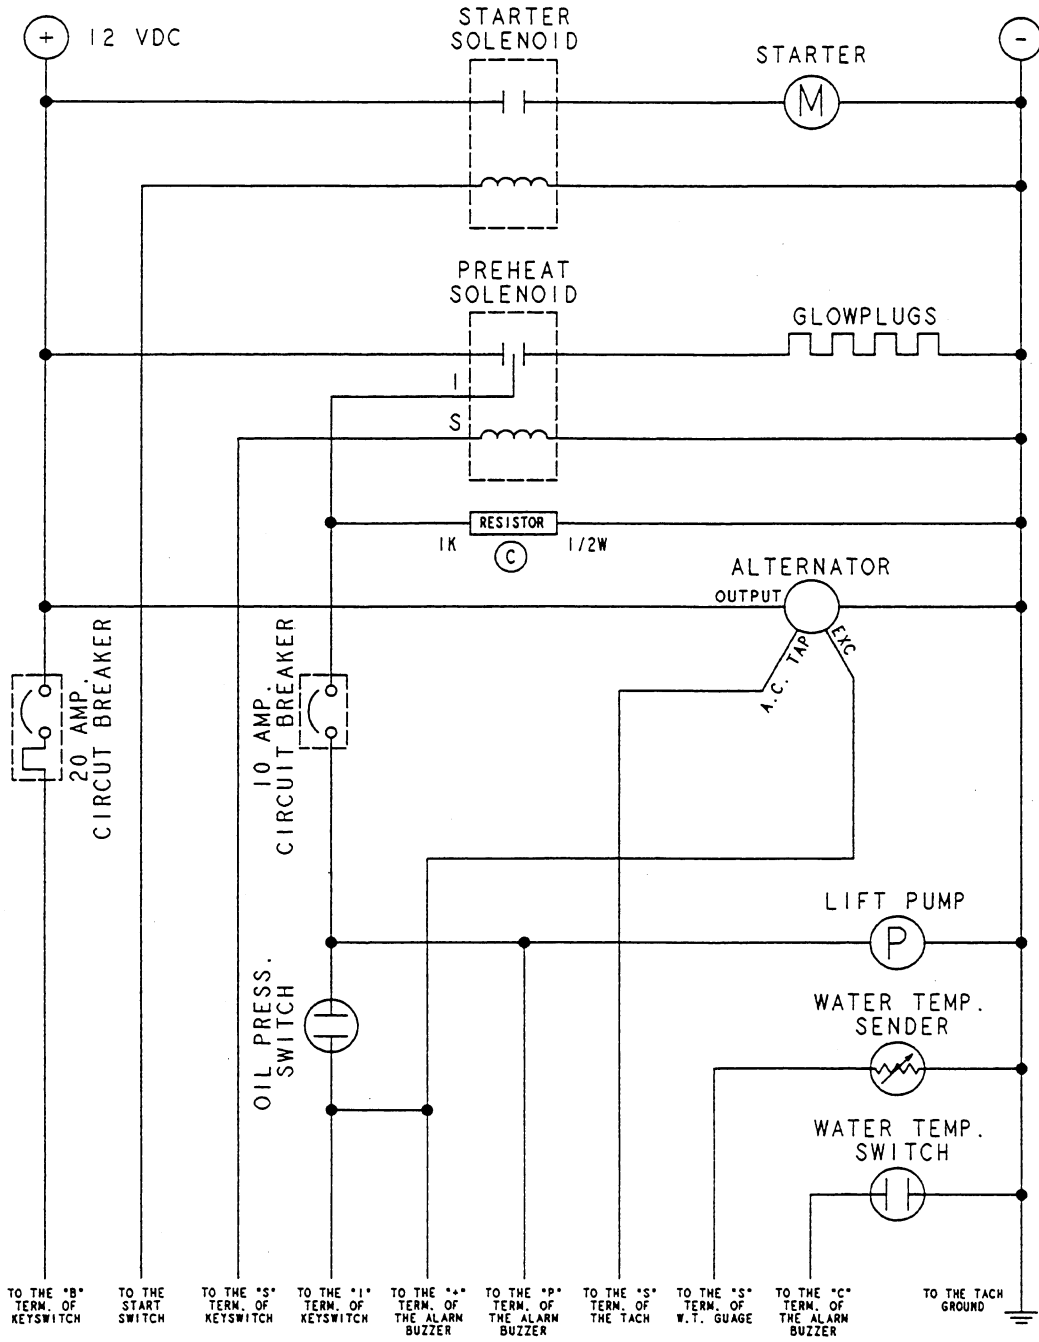 + 12 VDC
-
STARTER
SOLENOID
STARTER
M
PREHEAT
SOLENOID
GLOWPLUGS
I
S
RESISTOR
1K
C
1/2W
ALTERNATOR
OUTPUT
A.C. TAP
EXC
20 AMP.
CIRCUT BREAKER
10 AMP.
CIRCUIT BREAKER
LIFT PUMP
P
OIL PRESS.
SWITCH
WATER TEMP.
SENDER
WATER TEMP.
SWITCH
TO THE "B"
TERM. OF
KEYSWITCH
TO THE
START
SWITCH
TO THE "S"
TERM. OF
KEYSWITCH
TO THE "I"
TERM. OF
KEYSWITCH
TO THE "+"
TERM. OF
THE ALARM
BUZZER
TO THE "P"
TERM. OF
THE ALARM
BUZZER
TO THE "S"
TERM. OF
THE TACH
TO THE "S"
TERM. OF
W.T. GUAGE
TO THE "C"
TERM. OF
THE ALARM
BUZZER
TO THE TACH
GROUND